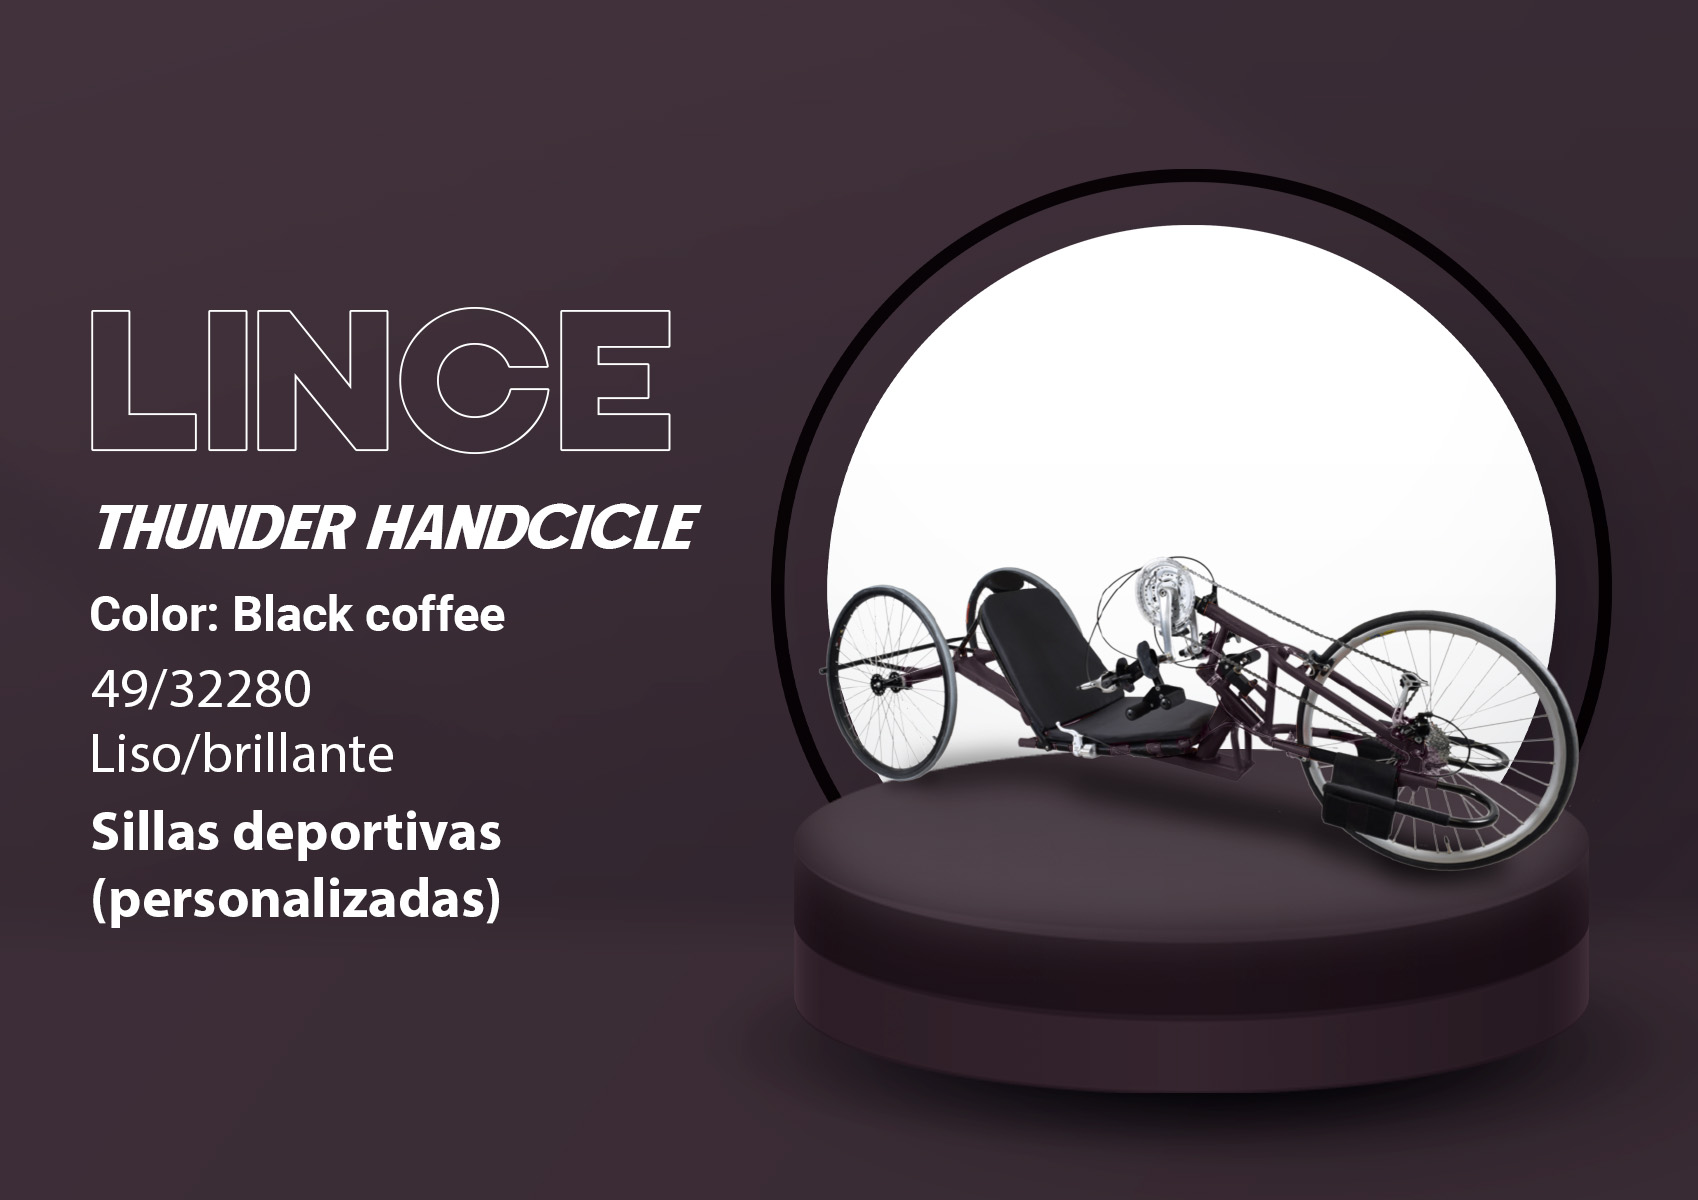 LINCE
THUNDER HANDCICLE
Color: Black coffee
49/32280
Liso/brillante
Sillas deportivas
(personalizadas)